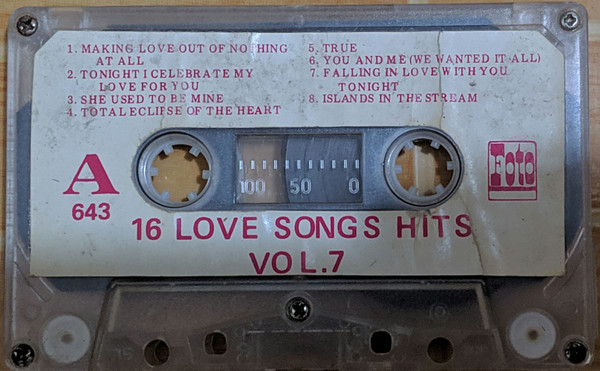 1. MAKING LOVE OUT OF NOTHING
AT ALL
2. TONIGHT I CELEBRATE MY
LOVE FOR YOU
3. SHE USED TO BE MINE
4. TOTAL ECLIPSE OF THE HEART
5. TRUE
6. YOU AND ME (WE WANTED IT ALL)
7. FALLING IN LOVE WITH YOU
TONIGHT
8. ISLANDS IN THE STREAM
A
643
100 50 0
Foto
16 LOVE SONGS HITS
VOL.7